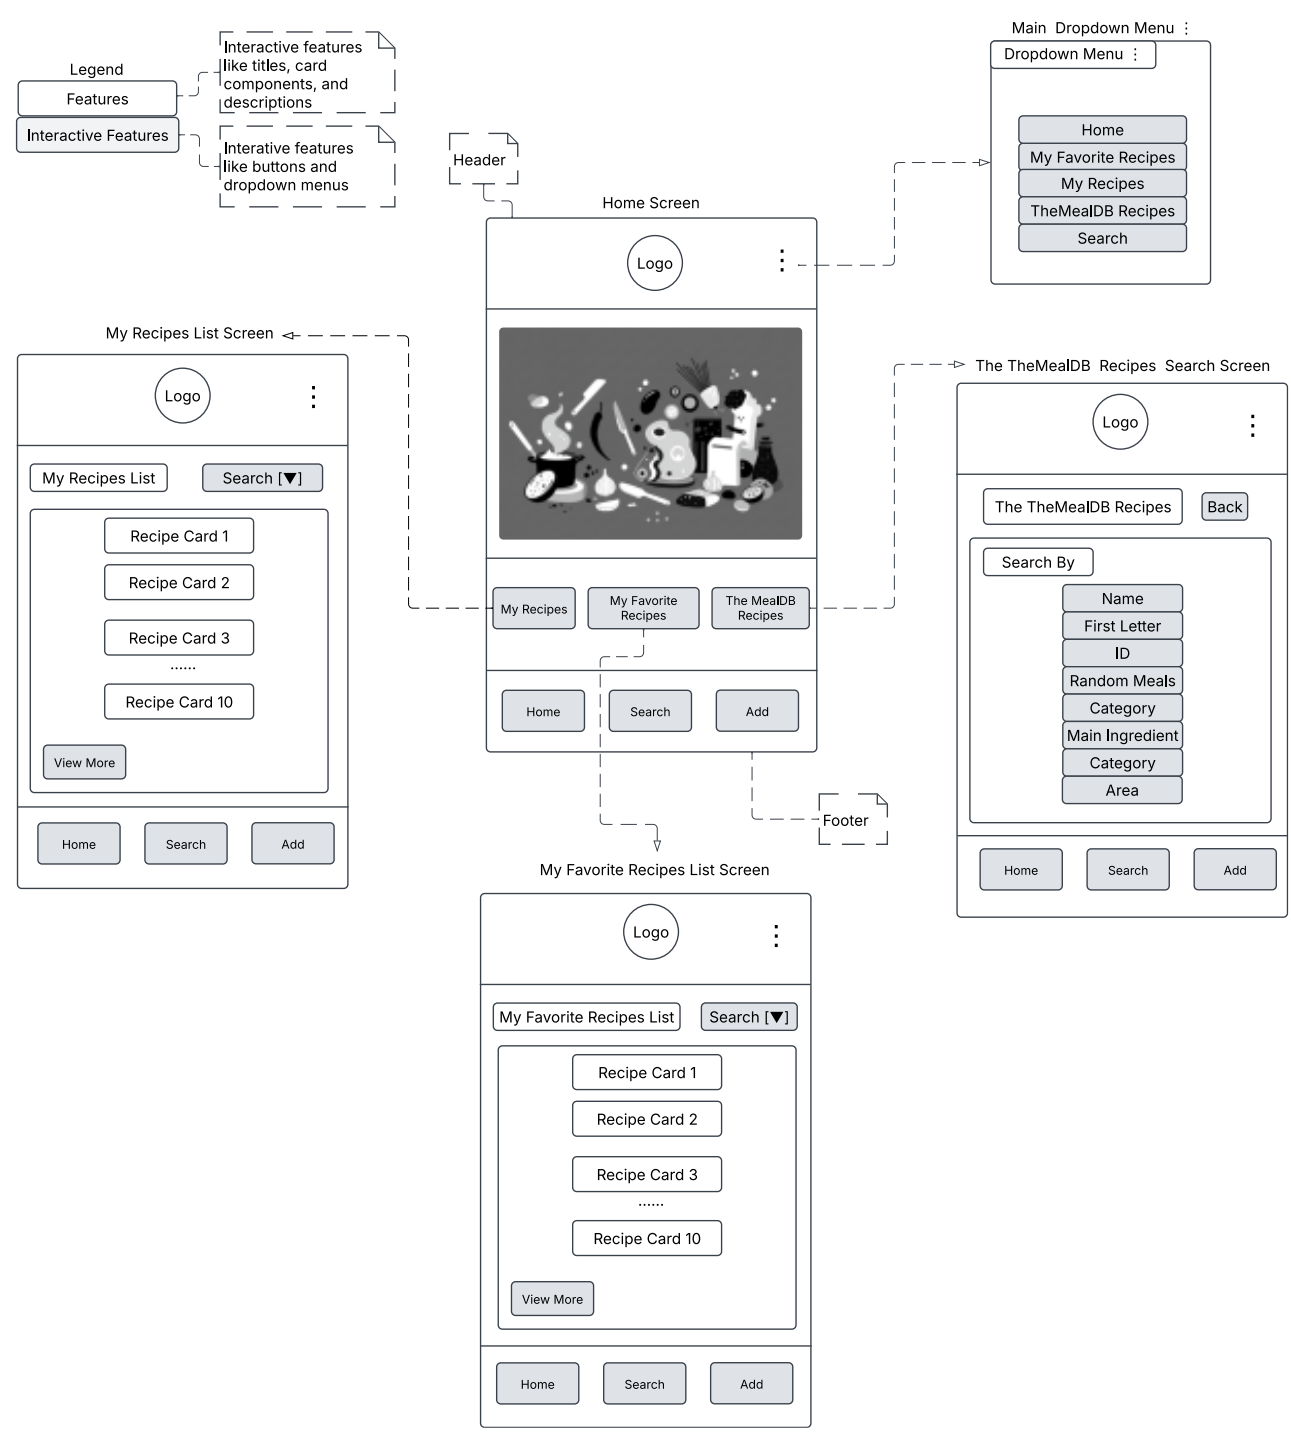 Legend
Features
Interactive Features
Interactive features
like titles, card
components, and
descriptions
Interative features
like buttons and
dropdown menus
Header
Main Dropdown Menu ⋮
Dropdown Menu ⋮
Home
My Favorite Recipes
My Recipes
TheMealDB Recipes
Search
Home Screen
Logo
⋮
My Recipes
My Favorite
Recipes
The MealDB
Recipes
Home
Search
Add
Footer
My Recipes List Screen
Logo
⋮
My Recipes List
Search [▼]
Recipe Card 1
Recipe Card 2
Recipe Card 3
......
Recipe Card 10
View More
Home
Search
Add
The TheMealDB Recipes Search Screen
Logo
⋮
The TheMealDB Recipes
Back
Search By
Name
First Letter
ID
Random Meals
Category
Main Ingredient
Category
Area
Home
Search
Add
My Favorite Recipes List Screen
Logo
⋮
My Favorite Recipes List
Search [▼]
Recipe Card 1
Recipe Card 2
Recipe Card 3
......
Recipe Card 10
View More
Home
Search
Add